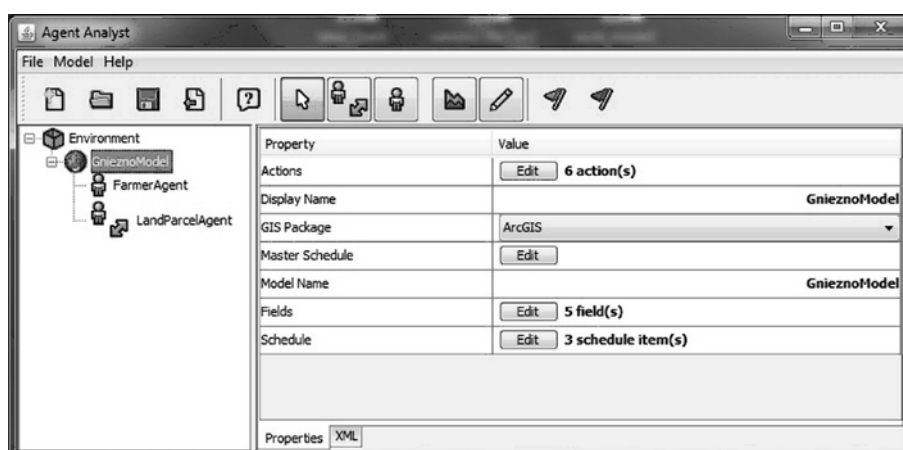 Agent Analyst
File Model Help
Environment
GnieznoModel
FarmerAgent
LandParcelAgent
Property Value
Actions Edit 6 action(s)
Display Name GnieznoModel
GIS Package ArcGIS
Master Schedule Edit
Model Name GnieznoModel
Fields Edit 5 field(s)
Schedule Edit 3 schedule item(s)
Properties XML